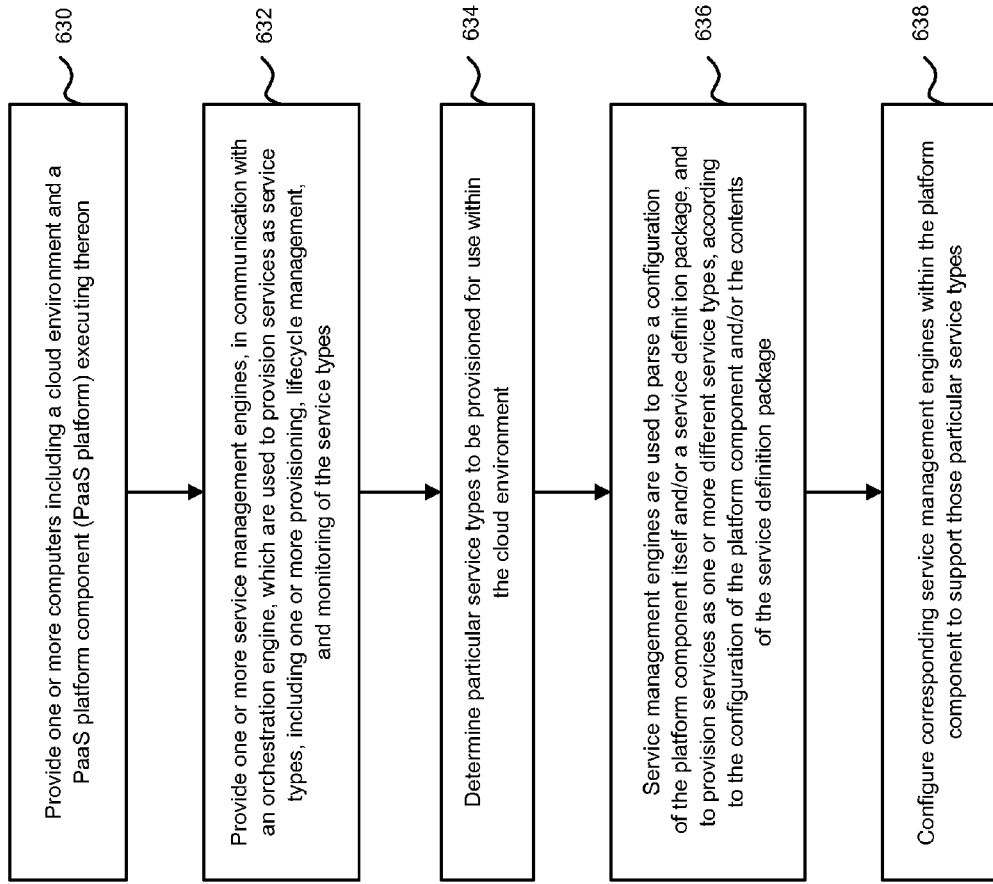 Provide one or more computers including a cloud environment and a
PaaS platform component (PaaS platform) executing thereon
630
Provide one or more service management engines, in communication with
an orchestration engine, which are used to provision services as service
types, including one or more provisioning, lifecycle management,
and monitoring of the service types
632
Determine particular service types to be provisioned for use within
the cloud environment
634
Service management engines are used to parse a configuration
of the platform component itself and/or a service definition package, and
to provision services as one or more different service types, according
to the configuration of the platform component and/or the contents
of the service definition package
636
Configure corresponding service management engines within the platform
component to support those particular service types
638